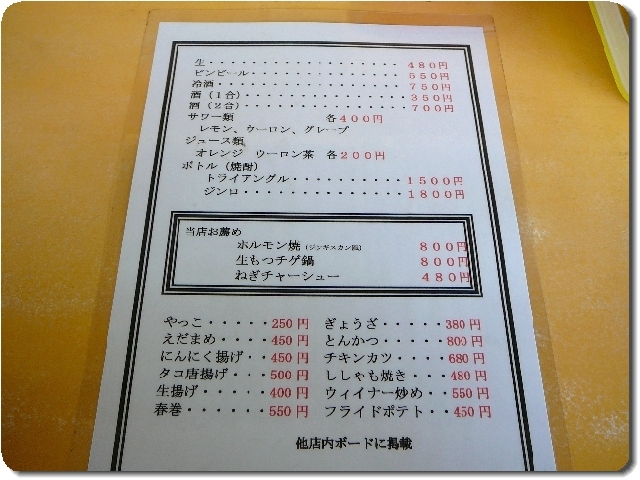 生・・・・・・・・・・・・・・・・・４８０円
ビンビール・・・・・・・・・・・・・５５０円
冷酒・・・・・・・・・・・・・・・・７５０円
酒（１合）・・・・・・・・・・・・・３５０円
酒（２合）・・・・・・・・・・・・・７００円
サワー類　各４００円
レモン、ウーロン、グレープ
ジュース類
オレンジ　ウーロン茶　各２００円
ボトル（焼酎）
トライアングル・・・・・・・・・・１５００円
ジンロ・・・・・・・・・・・・・・１８００円
当店お薦め
ホルモン焼（ジンギスカン風）　８００円
生もつチゲ鍋　８００円
ねぎチャーシュー　４８０円
やっこ・・・・・250円
えだまめ・・・・450円
にんにく揚げ・・450円
タコ唐揚げ・・・500円
生揚げ・・・・・400円
春巻・・・・・・550円
ぎょうざ・・・・・380円
とんかつ・・・・・800円
チキンカツ・・・・680円
ししゃも焼き・・・480円
ウィイナー炒め・・550円
フライドポテト・・450円
他店内ボードに掲載